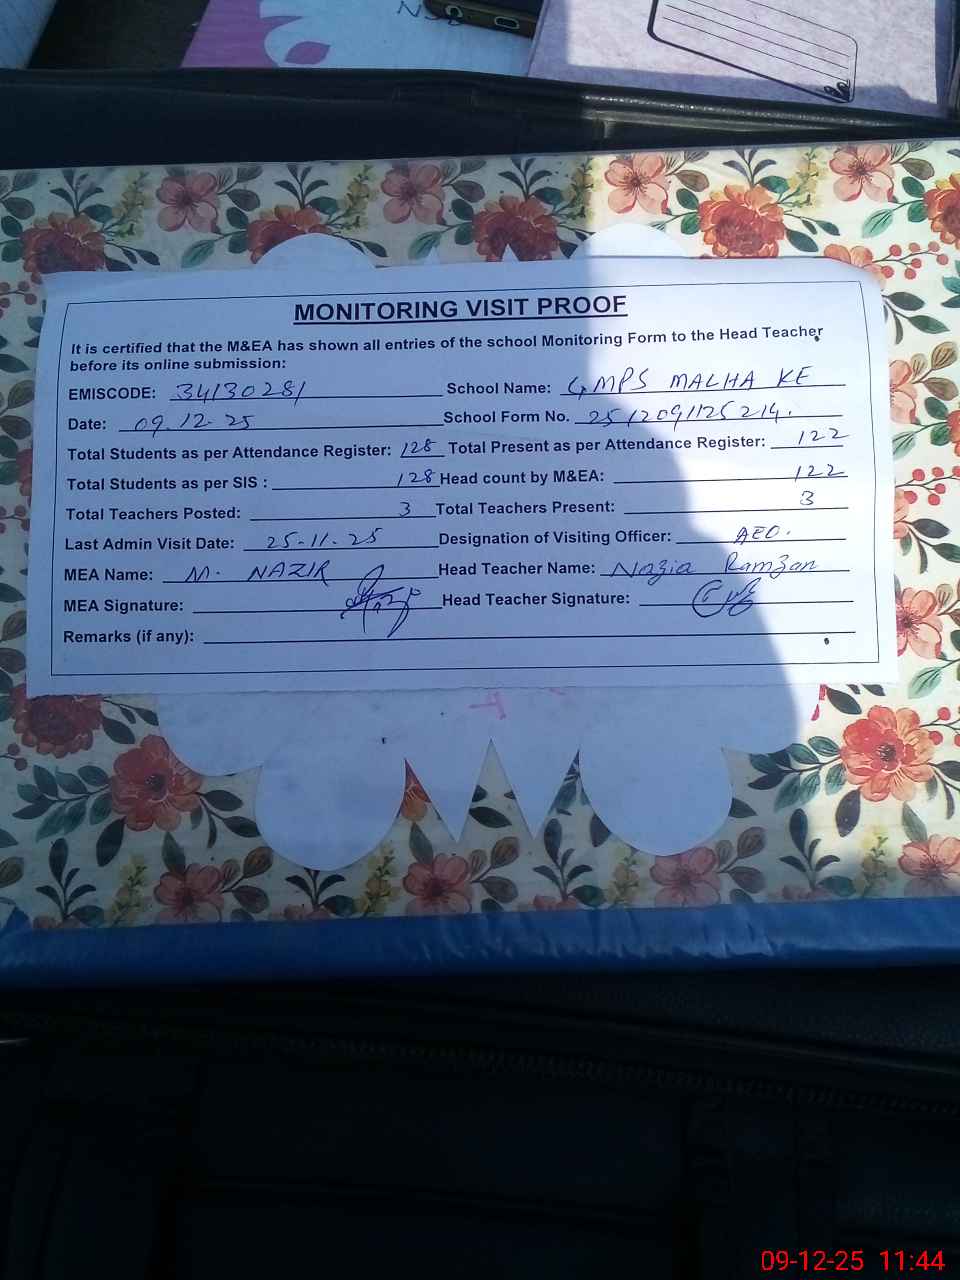 MONITORING VISIT PROOF
It is certified that the M&EA has shown all entries of the school Monitoring Form to the Head Teacher
before its online submission:
EMISCODE: 34130281 School Name: GMPS MALHA KE
Date: 09.12.25 School Form No. 2512091125214.
Total Students as per Attendance Register: 128 Total Present as per Attendance Register: 122
Total Students as per SIS : 128 Head count by M&EA: 122
Total Teachers Posted: 3 Total Teachers Present: 3
Last Admin Visit Date: 25-11-25 Designation of Visiting Officer: AEO.
MEA Name: M. NAZIR Head Teacher Name: Nazia Ramzan
MEA Signature: Head Teacher Signature:
Remarks (if any):
09-12-25 11:44